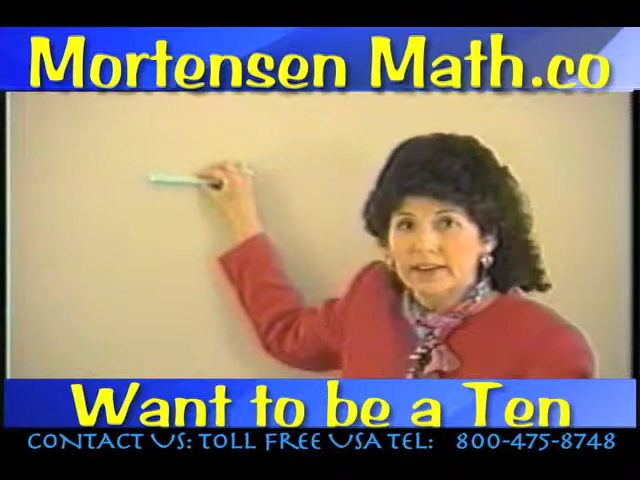 Mortensen Math.co
Want to be a Ten
CONTACT US: TOLL FREE USA TEL: 800-475-8748